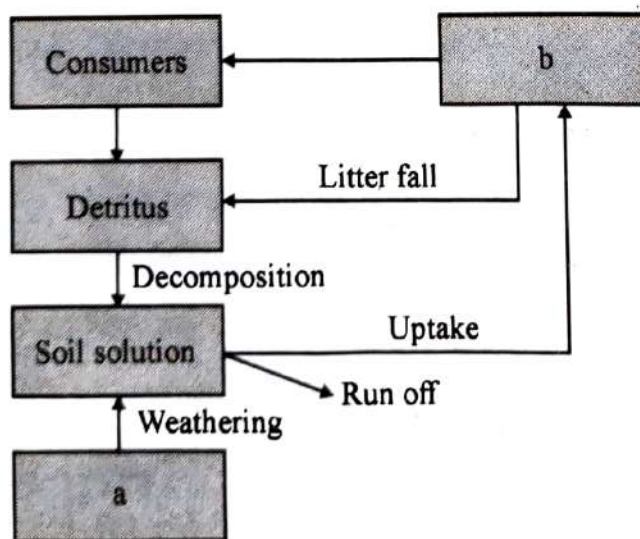 Consumers
b
Litter fall
Detritus
Decomposition
Uptake
Soil solution
Run off
Weathering
a